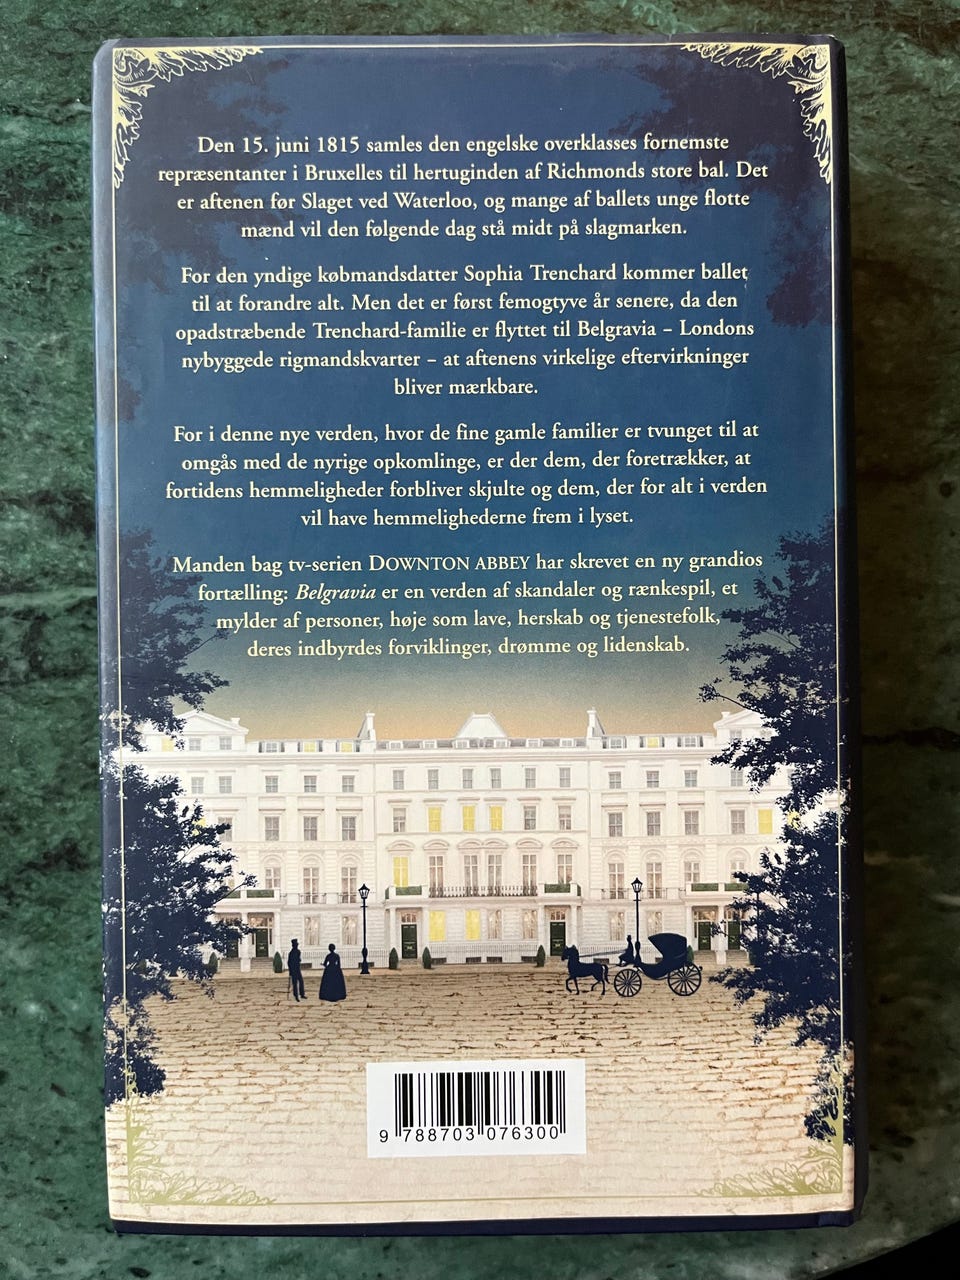 Den 15. juni 1815 samles den engelske overklasses fornemste
repræsentanter i Bruxelles til hertuginden af Richmonds store bal. Det
er aftenen før Slaget ved Waterloo, og mange af ballets unge flotte
mænd vil den følgende dag stå midt på slagmarken.
For den yndige købmandsdatter Sophia Trenchard kommer ballet
til at forandre alt. Men det er først femogtyve år senere, da den
opadstræbende Trenchard-familie er flyttet til Belgravia – Londons
nybyggede rigmandskvarter – at aftenens virkelige eftervirkninger
bliver mærkbare.
For i denne nye verden, hvor de fine gamle familier er tvunget til at
omgås med de nyrige opkomlinge, er der dem, der foretrækker, at
fortidens hemmeligheder forbliver skjulte og dem, der for alt i verden
vil have hemmelighederne frem i lyset.
Manden bag tv-serien DOWNTON ABBEY har skrevet en ny grandios
fortælling: Belgravia er en verden af skandaler og rænkespil, et
mylder af personer, høje som lave, herskab og tjenestefolk,
deres indbyrdes forviklinger, drømme og lidenskab.
9 788703 076300